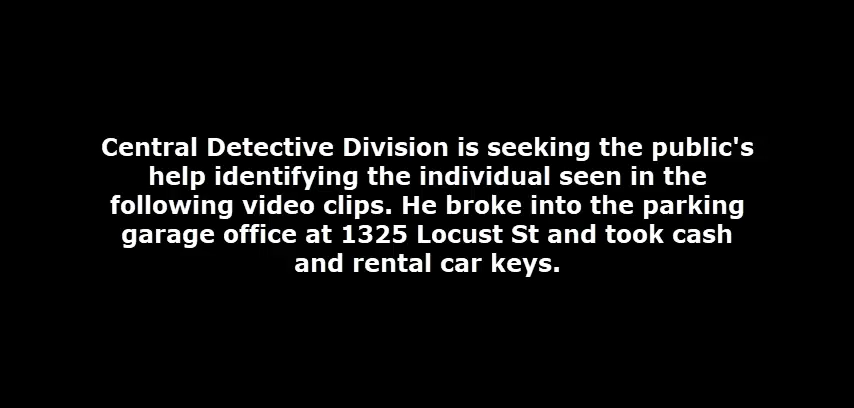 Central Detective Division is seeking the public's
help identifying the individual seen in the
following video clips. He broke into the parking
garage office at 1325 Locust St and took cash
and rental car keys.